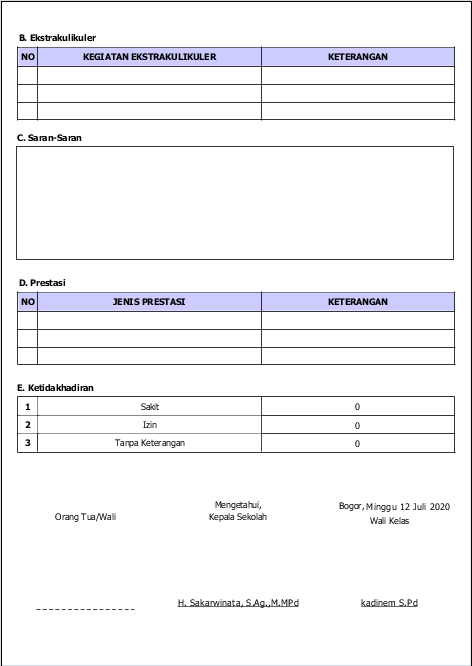 B. Ekstrakulikuler
NO KEGIATAN EKSTRAKULIKULER KETERANGAN
C. Saran-Saran
D. Prestasi
NO JENIS PRESTASI KETERANGAN
E. Ketidakhadiran
1 Sakit 0
2 Izin 0
3 Tanpa Keterangan 0
Mengetahui, Bogor, Minggu 12 Juli 2020
Orang Tua/Wali Kepala Sekolah Wali Kelas
H. Sakarwinata, S.Ag.,M.MPd kadinem S.Pd